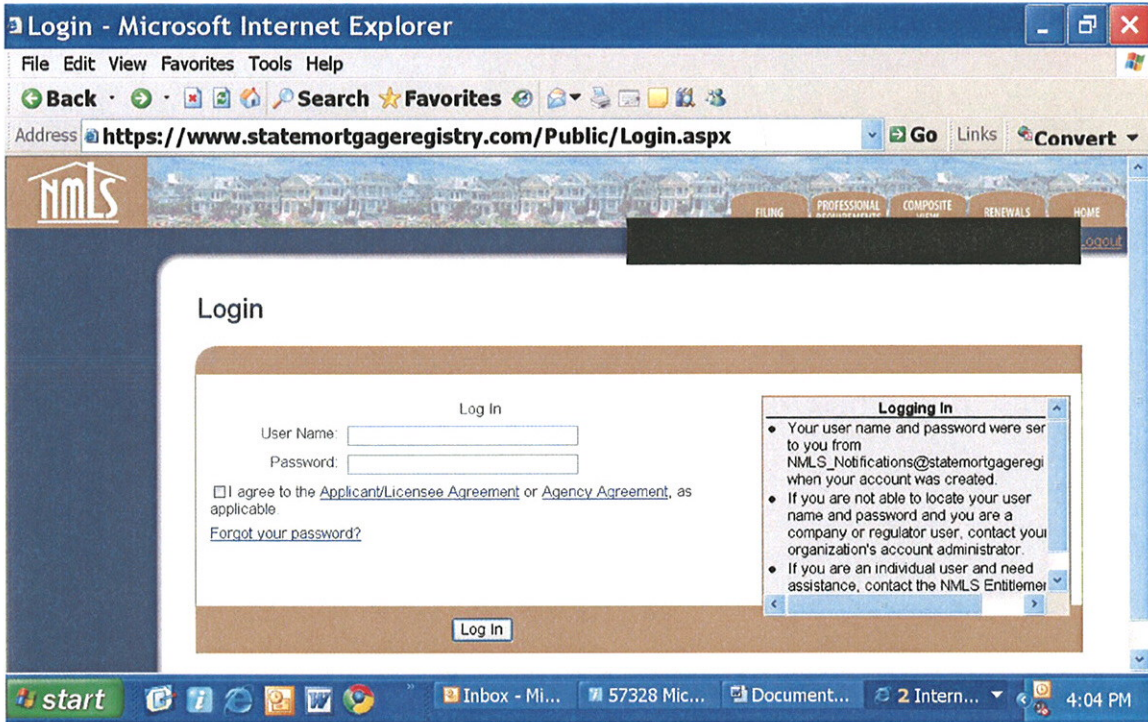 Login - Microsoft Internet Explorer
File Edit View Favorites Tools Help
Back Search Favorites
Address https://www.statemortgageregistry.com/Public/Login.aspx Go Links Convert
NMLS
FILING PROFESSIONAL REQUIREMENTS COMPOSITE VIEW RENEWALS HOME
Logout
Login
Log In
User Name:
Password:
I agree to the Applicant/Licensee Agreement or Agency Agreement, as
applicable.
Forgot your password?
Log In
Logging In
• Your user name and password were ser
to you from
NMLS_Notifications@statemortgageregi
when your account was created.
• If you are not able to locate your user
name and password and you are a
company or regulator user, contact your
organization's account administrator.
• If you are an individual user and need
assistance, contact the NMLS Entitlemer
start Inbox - Mi... 57328 Mic... Document... 2 Intern... 4:04 PM